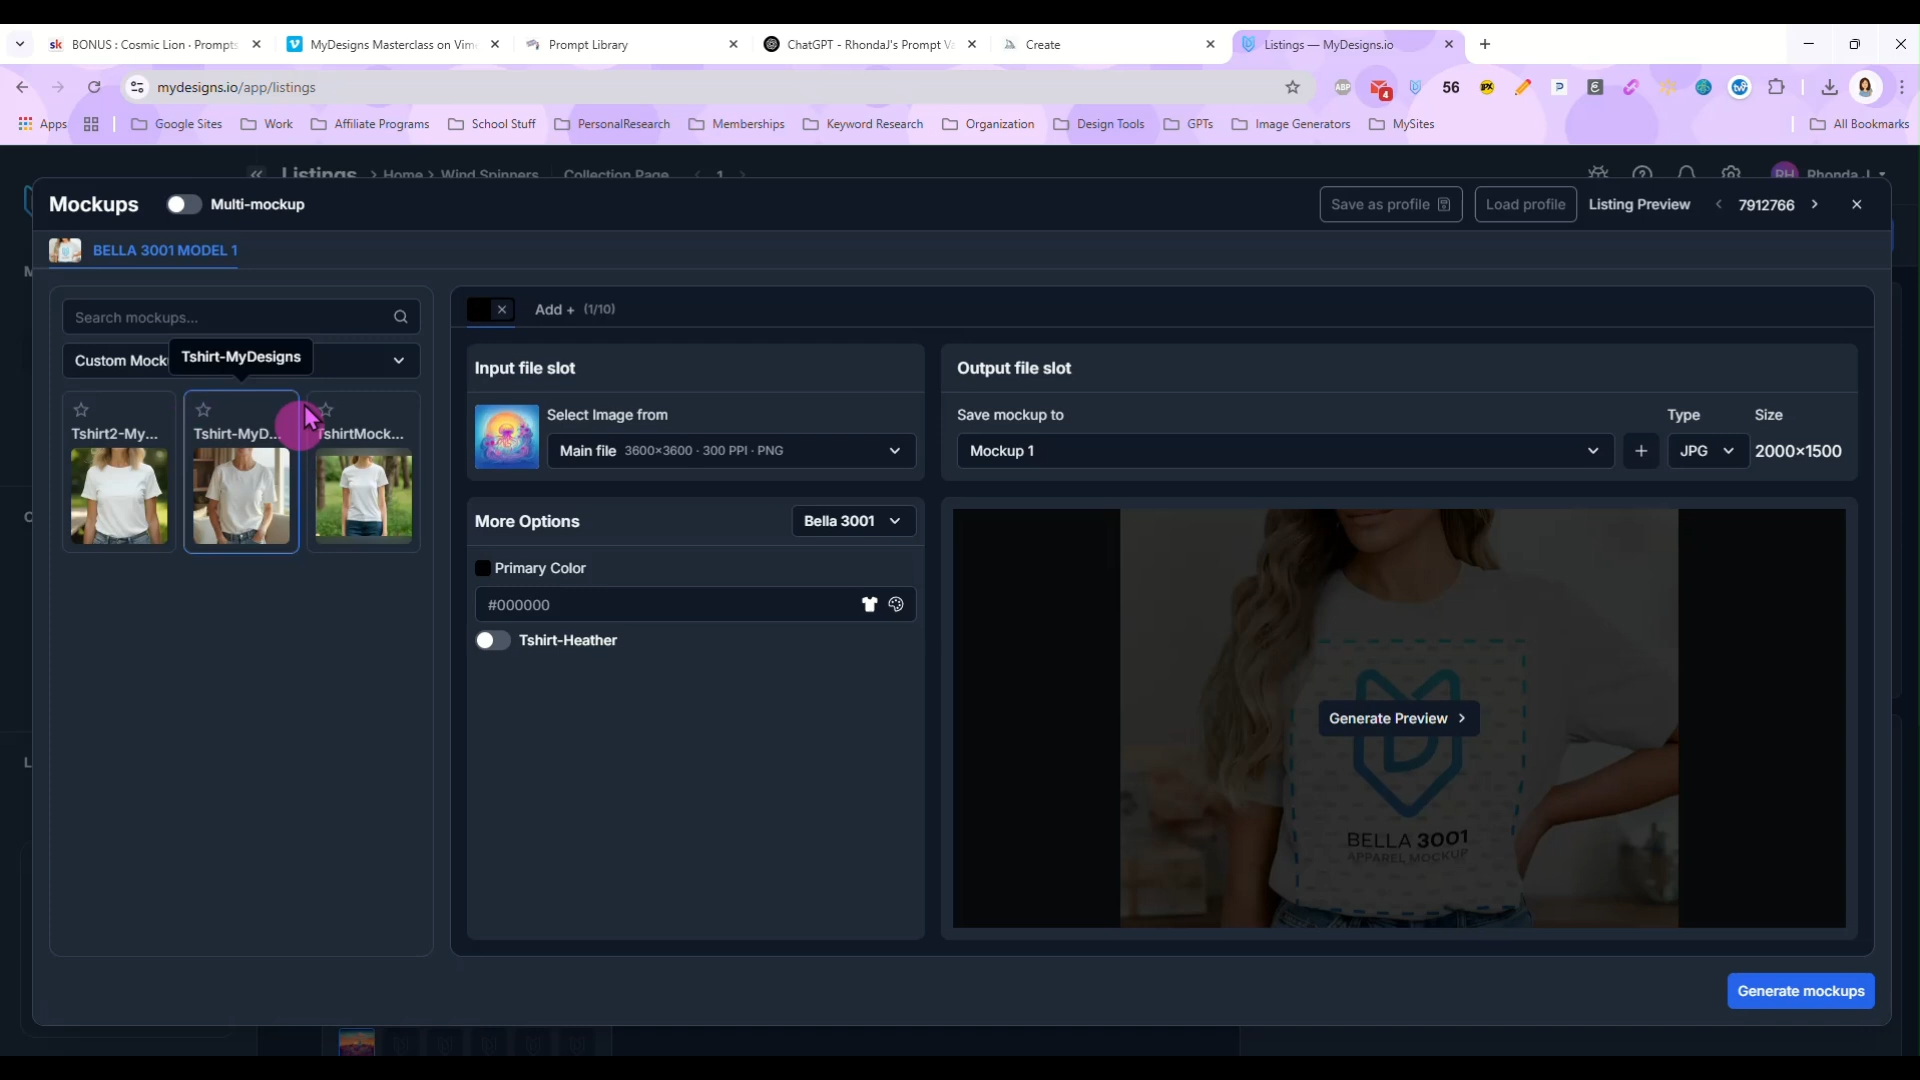 BONUS : Cosmic Lion - Prompts
MyDesigns Masterclass on Vim
Prompt Library
ChatGPT - RhondaJ's Prompt Va
Create
Listings — MyDesigns.io
mydesigns.io/app/listings
ABP
4
56
Apps
Google Sites
Work
Affiliate Programs
School Stuff
PersonalResearch
Memberships
Keyword Research
Organization
Design Tools
GPTs
Image Generators
MySites
All Bookmarks
Listings > Home > Wind Spinners
Collection Page
1
RH
Rhonda J.
Mockups
Multi-mockup
Save as profile
Load profile
Listing Preview
7912766
BELLA 3001 MODEL 1
Search mockups...
Custom Mock
Tshirt-MyDesigns
Tshirt2-My...
Tshirt-MyD...
TshirtMock...
Add + (1/10)
Input file slot
Select Image from
Main file 3600×3600 · 300 PPI · PNG
More Options
Bella 3001
Primary Color
#000000
Tshirt-Heather
Output file slot
Save mockup to
Type
Size
Mockup 1
JPG
2000×1500
Generate Preview
BELLA 3001
APPAREL MOCKUP
Generate mockups